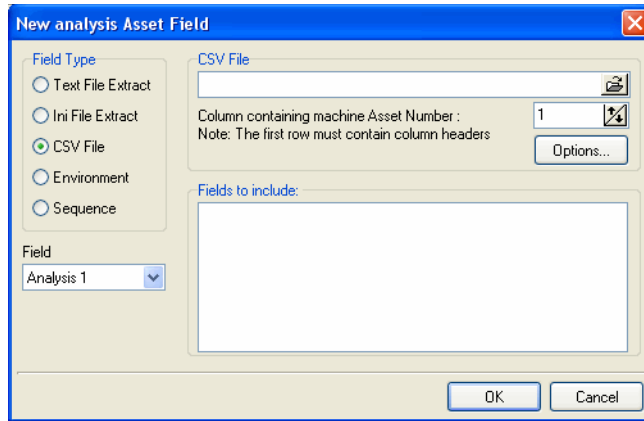 New analysis Asset Field
Field Type
Text File Extract
Ini File Extract
CSV File
Environment
Sequence
Field
Analysis 1
CSV File
Column containing machine Asset Number :
1
Note: The first row must contain column headers
Options...
Fields to include:
OK
Cancel